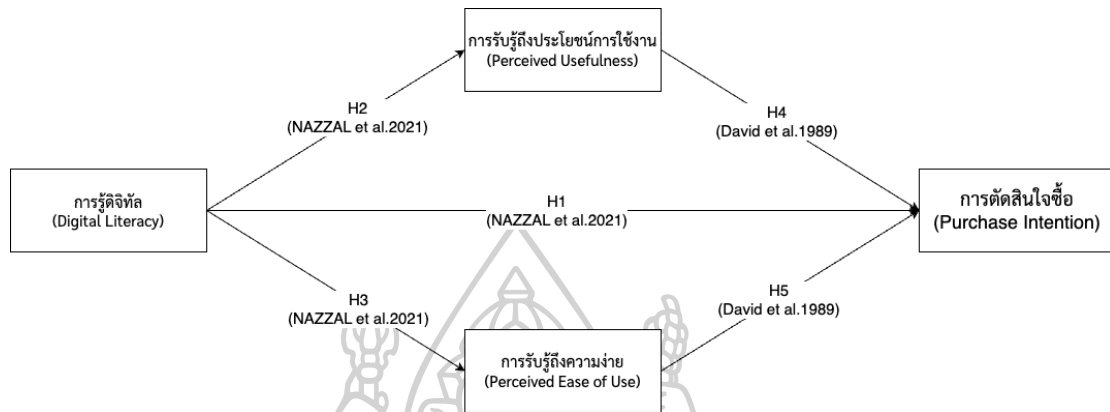 การรับรู้ถึงประโยชน์การใช้งาน
(Perceived Usefulness)
H2
(NAZZAL et al.2021)
H4
(David et al.1989)
การรู้ดิจิทัล
(Digital Literacy)
H1
(NAZZAL et al.2021)
การตัดสินใจซื้อ
(Purchase Intention)
H3
(NAZZAL et al.2021)
H5
(David et al.1989)
การรับรู้ถึงความง่าย
(Perceived Ease of Use)